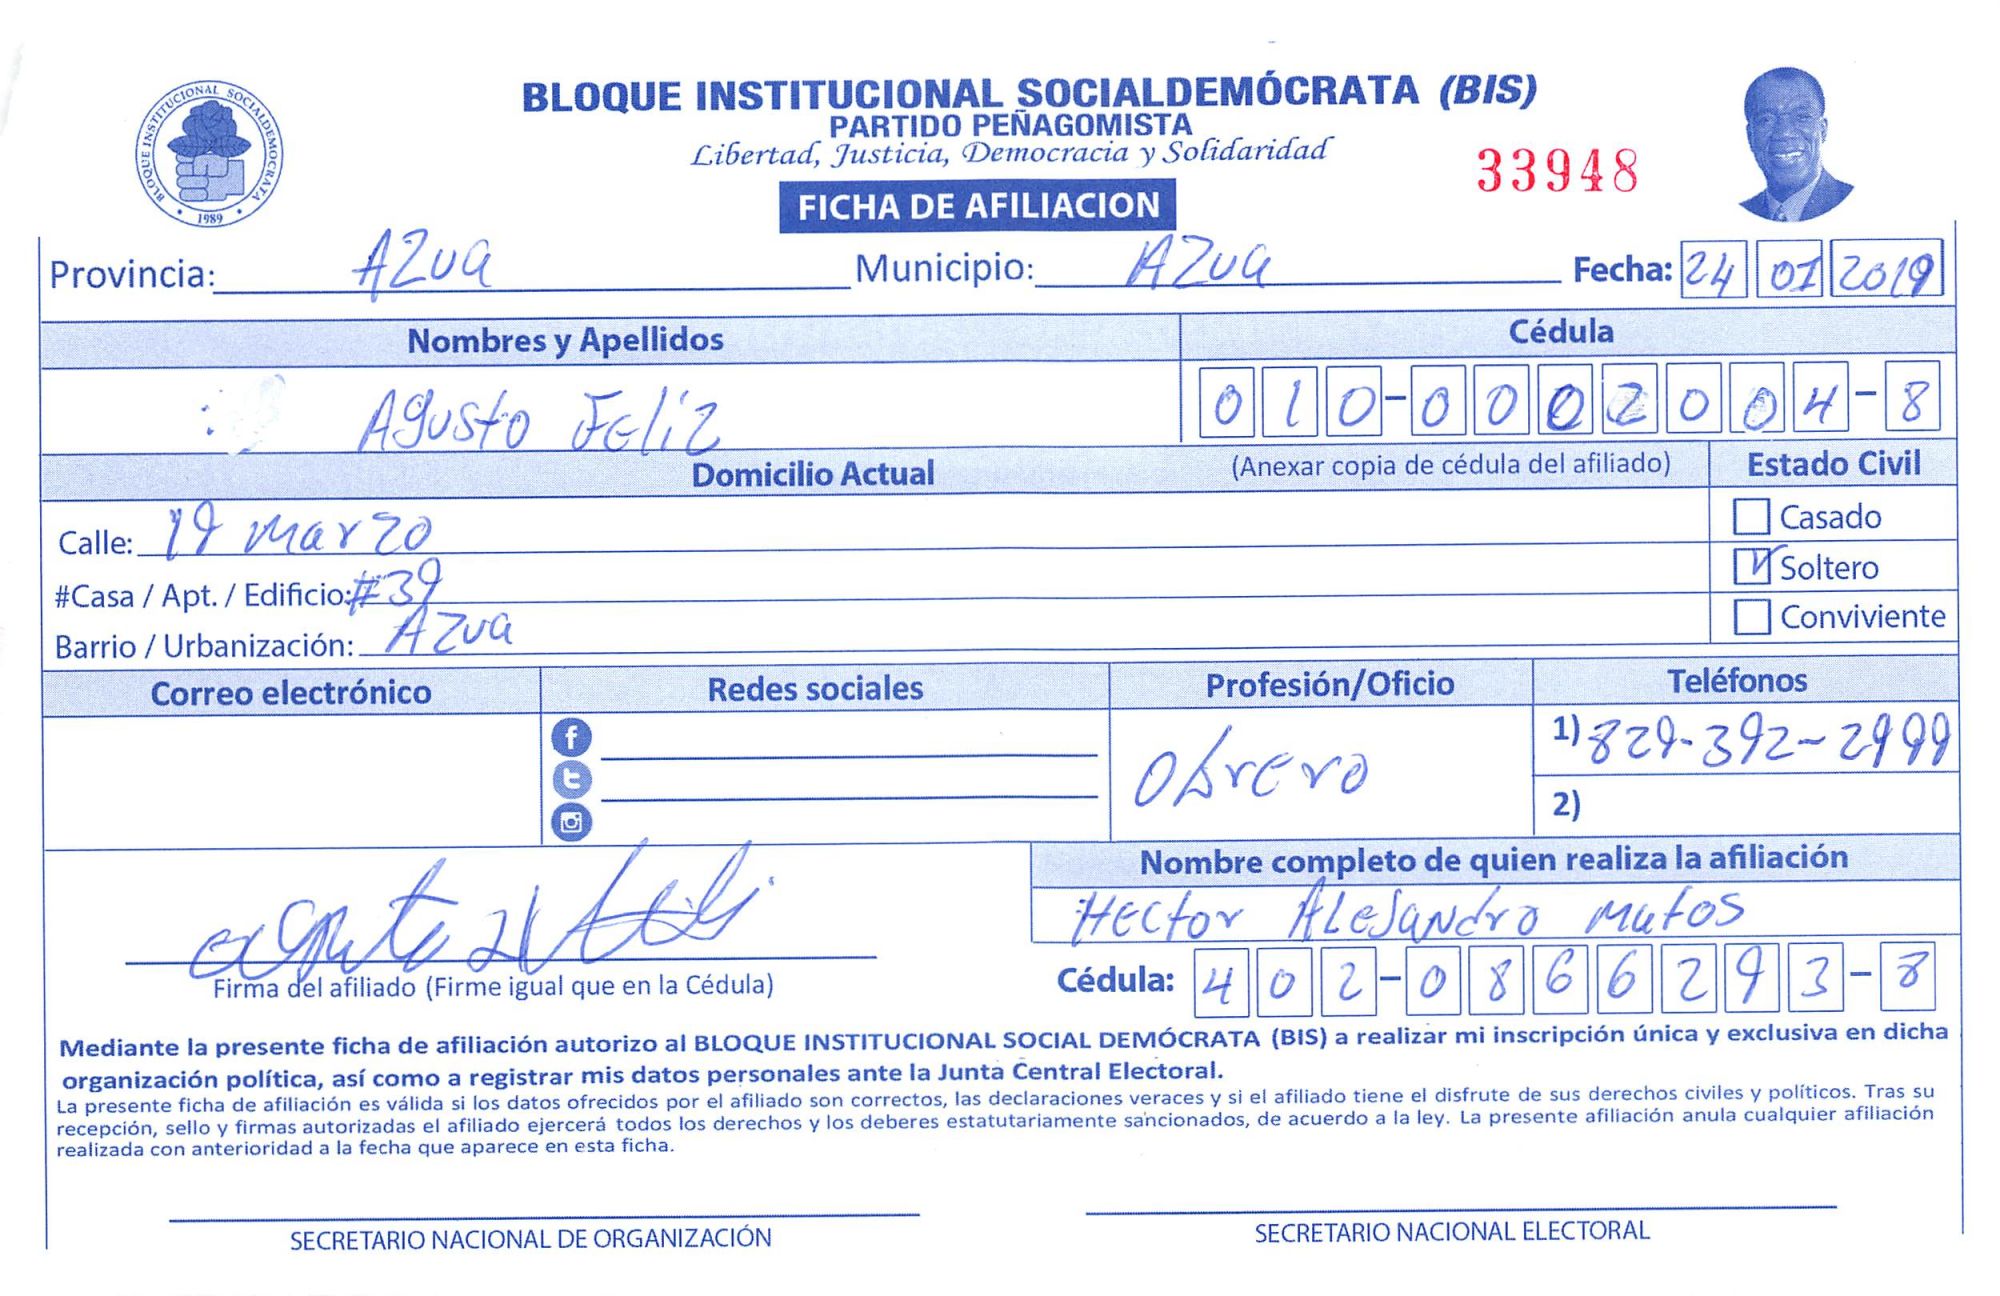 BLOQUE INSTITUCIONAL SOCIALDEMÓCRATA (BIS)
PARTIDO PEÑAGOMISTA
Libertad, Justicia, Democracia y Solidaridad
33948
FICHA DE AFILIACION
BLOQUE INSTITUCIONAL SOCIALDEMOCRATA
1989
Provincia: AZUA Municipio: AZUA Fecha: 24 01 2019
Nombres y Apellidos Cédula
Agusto Feliz 010-0002004-8
Domicilio Actual (Anexar copia de cédula del afiliado) Estado Civil
Calle: 19 Marzo Casado
#Casa / Apt. / Edificio: #39 Soltero
Barrio / Urbanización: AZUA Conviviente
Correo electrónico Redes sociales Profesión/Oficio Teléfonos
Obrero 1) 829-392-2999
2)
Nombre completo de quien realiza la afiliación
Hector Alejandro Matos
Firma del afiliado (Firme igual que en la Cédula) Cédula: 402-0866293-8
Mediante la presente ficha de afiliación autorizo al BLOQUE INSTITUCIONAL SOCIAL DEMÓCRATA (BIS) a realizar mi inscripción única y exclusiva en dicha
organización política, así como a registrar mis datos personales ante la Junta Central Electoral.
La presente ficha de afiliación es válida si los datos ofrecidos por el afiliado son correctos, las declaraciones veraces y si el afiliado tiene el disfrute de sus derechos civiles y políticos. Tras su
recepción, sello y firmas autorizadas el afiliado ejercerá todos los derechos y los deberes estatutariamente sancionados, de acuerdo a la ley. La presente afiliación anula cualquier afiliación
realizada con anterioridad a la fecha que aparece en esta ficha.
SECRETARIO NACIONAL DE ORGANIZACIÓN SECRETARIO NACIONAL ELECTORAL